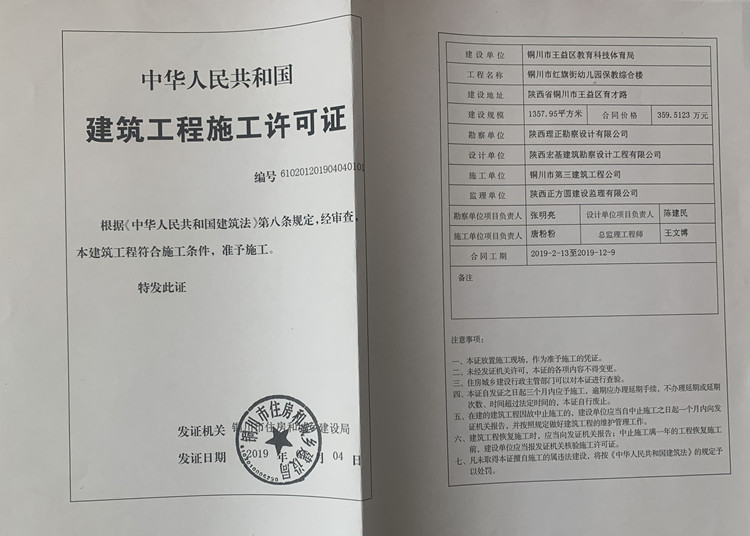 中华人民共和国
建筑工程施工许可证
编号 610201201904040101
根据《中华人民共和国建筑法》第八条规定,经审查,
本建筑工程符合施工条件，准予施工。
特发此证
发证机关 铜川市住房和城乡建设局
发证日期 2019 年 月 04 日
铜川市住房和城乡建设局
建设单位 铜川市王益区教育科技体育局
工程名称 铜川市红旗街幼儿园保教综合楼
建设地址 陕西省铜川市王益区育才路
建设规模 1357.95平方米 合同价格 359.5123 万元
勘察单位 陕西理正勘察设计有限公司
设计单位 陕西宏基建筑勘察设计工程有限公司
施工单位 铜川市第三建筑工程公司
监理单位 陕西正方圆建设监理有限公司
勘察单位项目负责人 张明亮 设计单位项目负责人 陈建民
施工单位项目负责人 唐粉粉 总监理工程师 王文博
合同工期 2019-2-13至2019-12-9
备注
注意事项：
一、本证放置施工现场，作为准予施工的凭证。
二、未经发证机关许可，本证的各项内容不得变更。
三、住房城乡建设行政主管部门可以对本证进行查验。
四、本证自发证之日起三个月内应予施工，逾期应办理延期手续，不办理延期或延期
次数、时间超过法定时间的，本证自行废止。
五、在建的建筑工程因故中止施工的，建设单位应当自中止施工之日起一个月内向发
证机关报告，并按照规定做好建筑工程的维护管理工作。
六、建筑工程恢复施工时，应当向发证机关报告；中止施工满一年的工程恢复施工
前，建设单位应当报发证机关核验施工许可证。
七、凡未取得本证擅自施工的属违法建设，将按《中华人民共和国建筑法》的规定予
以处罚。